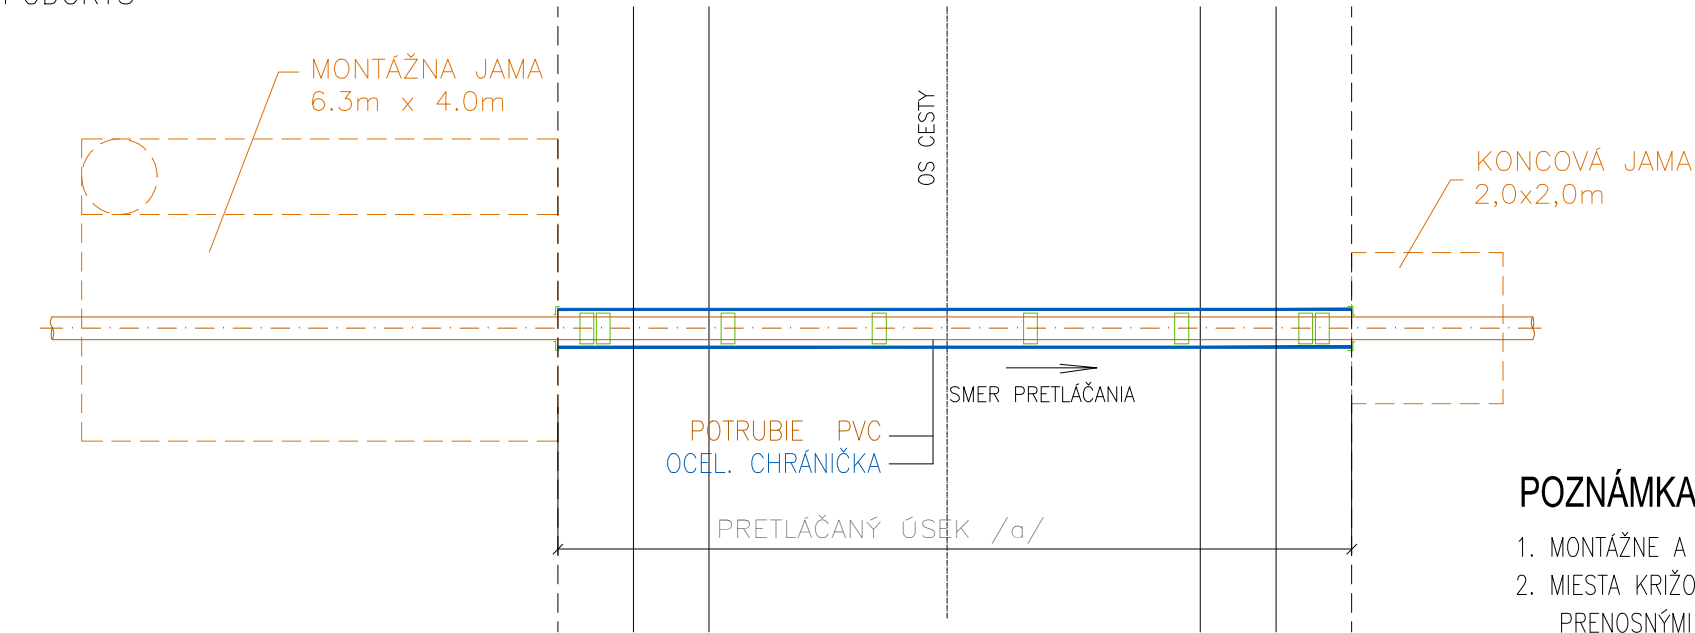 PÔDORYS
MONTÁŽNA JAMA
6.3m x 4.0m
OS CESTY
KONCOVÁ JAMA
2,0x2,0m
SMER PRETLÁČANIA
POTRUBIE PVC
OCEL. CHRÁNIČKA
PRETLÁČANÝ ÚSEK /a/
POZNÁMKA
1. MONTÁŽNE A
2. MIESTA KRIŽO
PRENOSNÝMI